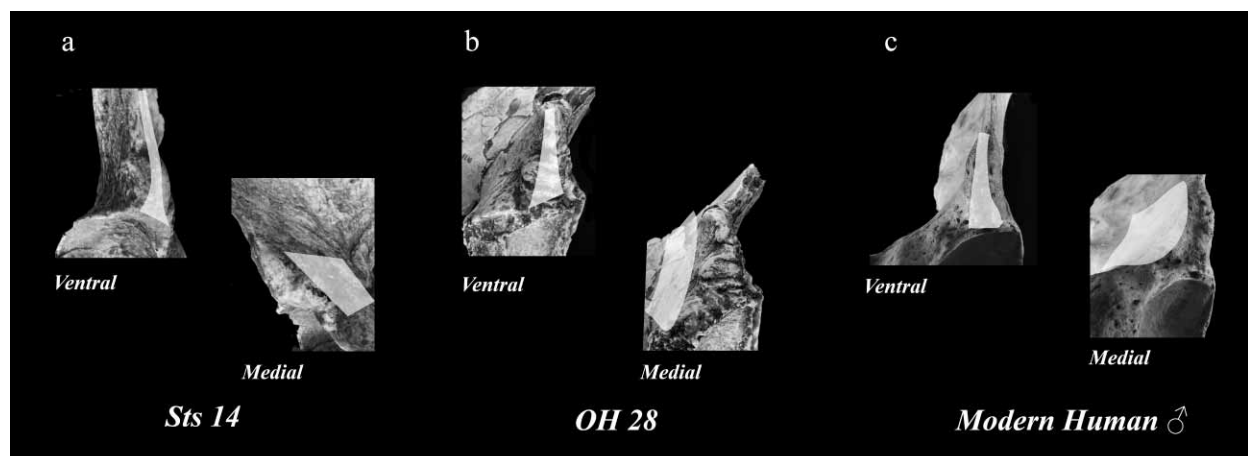 a
Ventral
Medial
Sts 14
b
Ventral
Medial
OH 28
c
Ventral
Medial
Modern Human ♂